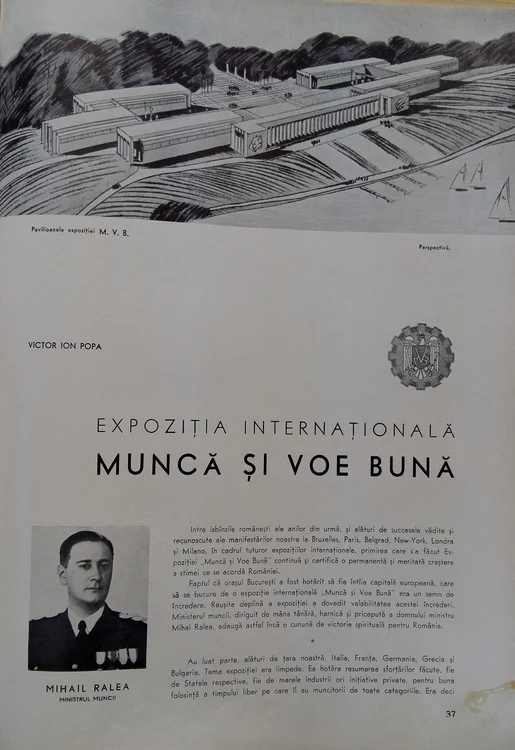 Pavilioanele expoziției M. V. B.
Perspectivă.
VICTOR ION POPA
EXPOZIȚIA INTERNAȚIONALĂ
MUNCĂ ȘI VOE BUNĂ
Intre izbînzile românești ale anilor din urmă, și alături de succesele vădite și
recunoscute ale manifestărilor noastre la Bruxelles, Paris, Belgrad, New-York, Londra
și Milano, în cadrul tuturor expozițiilor internaționale, primirea care s'a făcut Ex-
poziției „Muncă și Voe Bună" continuă și certifică o permanentă și meritată creștere
a stimei ce se acordă României.
Faptul că orașul București a fost hotărît să fie întîia capitală europeană, care
să se bucure de o expoziție internațională „Muncă și Voe Bună" era un semn de
încredere. Reușita deplină a expoziției a dovedit valabilitatea acestei încrederi.
Ministerul muncii, diriguit de mâna tânără, harnică și pricepută a domnului ministru
Mihai Ralea, adaugă astfel încă o cunună de victorie spirituală pentru România.
*
Au luat parte, alături de țara noastră, Italia, Franța, Germania, Grecia și
Bulgaria. Tema expoziției era limpede. Ea hotăra resumarea sforțărilor făcute, fie
de Statele respective, fie de marele industrii ori inițiative private, pentru buna
folosință a timpului liber pe care îl au muncitorii de toate categoriile. Era deci
MIHAIL RALEA
MINISTRUL MUNCII
37